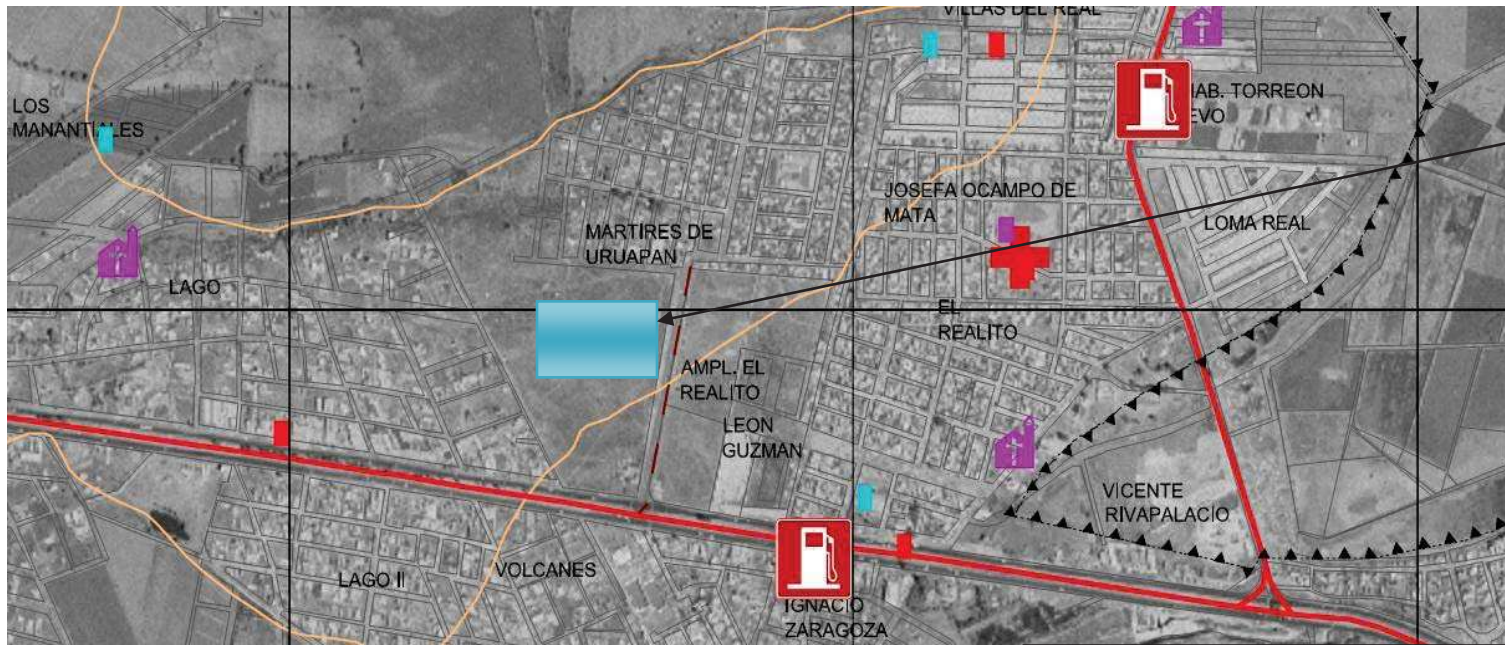 VILLAS DEL REAL
LOS
MANANTIALES
HAB. TORREON
EVO
JOSEFA OCAMPO DE
MATA
LOMA REAL
MARTIRES DE
URUAPAN
LAGO
EL
REALITO
AMPL. EL
REALITO
LEON
GUZMAN
VICENTE
RIVAPALACIO
LAGO II
VOLCANES
IGNACIO
ZARAGOZA